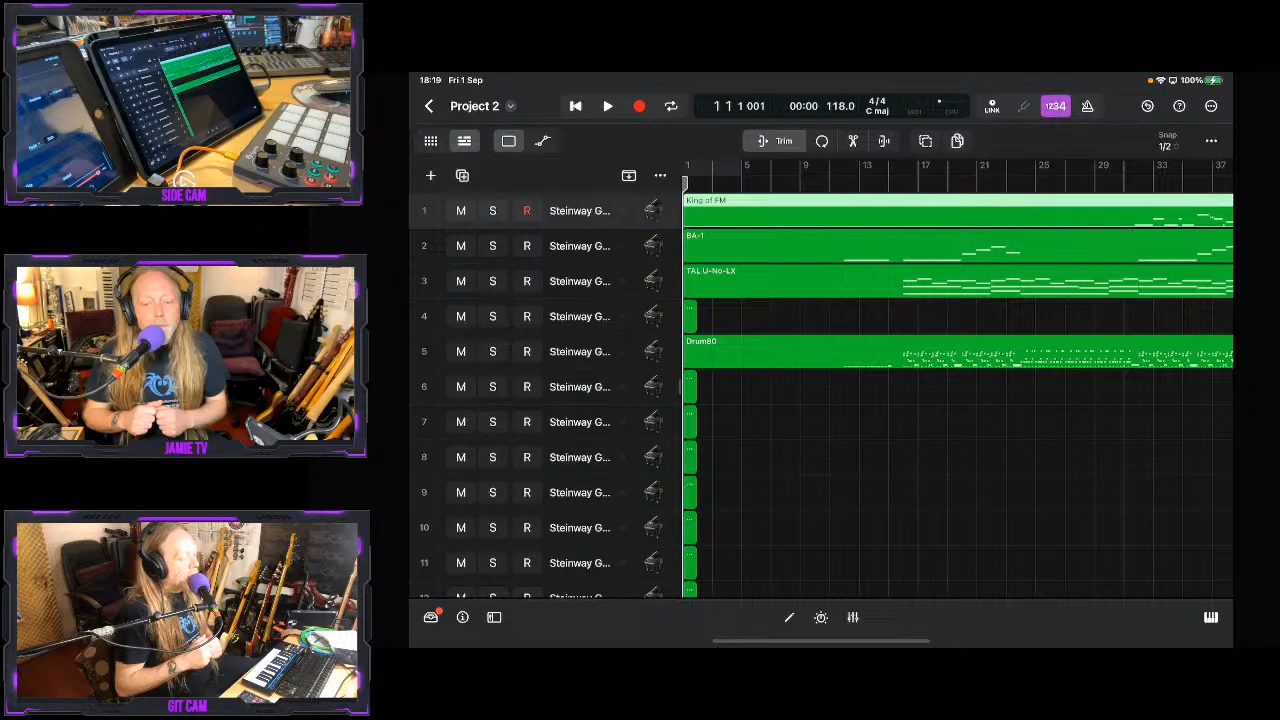 SIDE CAM
JAMIE TV
GIT CAM
18:19 Fri 1 Sep
100%
Project 2
1 1 1 001
00:00
118.0
4/4
C maj
LINK
1234
Trim
Snap
1/2
1 5 9 13 17 21 25 29 33 37
1 M S R Steinway G...
King of FM
2 M S R Steinway G...
BA-1
3 M S R Steinway G...
TAL U-No-LX
4 M S R Steinway G...
5 M S R Steinway G...
Drum80
6 M S R Steinway G...
7 M S R Steinway G...
8 M S R Steinway G...
9 M S R Steinway G...
10 M S R Steinway G...
11 M S R Steinway G...